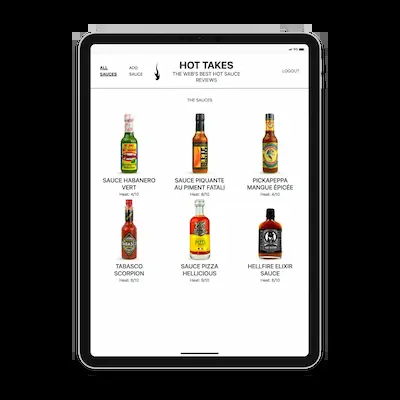 ALL
SAUCES
ADD
SAUCE
HOT TAKES
THE WEB'S BEST HOT SAUCE
REVIEWS
LOGOUT
THE SAUCES
SAUCE HABANERO
VERT
Heat: 4/10
SAUCE PIQUANTE
AU PIMENT FATALI
Heat: 8/10
PICKAPEPPA
MANGUE ÉPICÉE
Heat: 4/10
TABASCO
SCORPION
Heat: 8/10
SAUCE PIZZA
HELLICIOUS
Heat: 9/10
HELLFIRE ELIXIR
SAUCE
Heat: 8/10